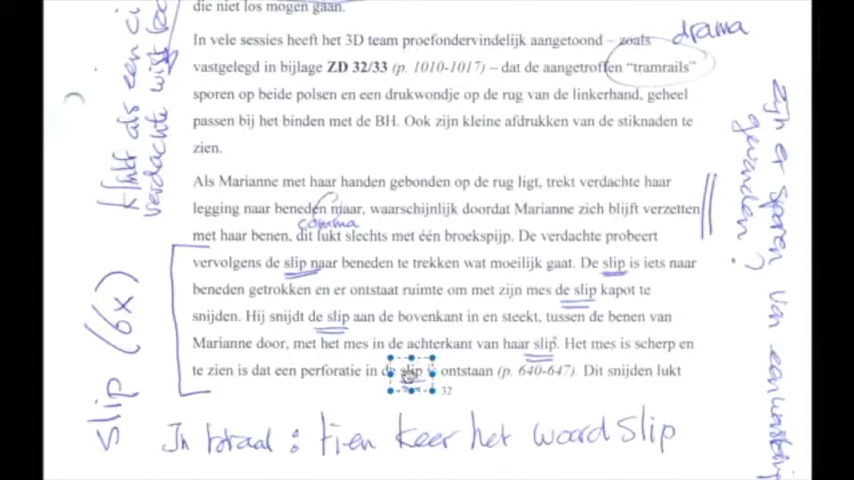 die niet los mogen gaan.
In vele sessies heeft het 3D team proefondervindelijk aangetoond – zoals
drama
vastgelegd in bijlage ZD 32/33 (p. 1010-1017) – dat de aangetroffen “tramrails”
sporen op beide polsen en een drukwondje op de rug van de linkerhand, geheel
passen bij het binden met de BH. Ook zijn kleine afdrukken van de stiknaden te
zien.
Als Marianne met haar handen gebonden op de rug ligt, trekt verdachte haar
legging naar beneden maar, waarschijnlijk doordat Marianne zich blijft verzetten
comma
met haar benen, dit lukt slechts met één broekspijp. De verdachte probeert
vervolgens de slip naar beneden te trekken wat moeilijk gaat. De slip is iets naar
beneden getrokken en er ontstaat ruimte om met zijn mes de slip kapot te
snijden. Hij snijdt de slip aan de bovenkant in en steekt, tussen de benen van
Marianne door, met het mes in de achterkant van haar slip. Het mes is scherp en
te zien is dat een perforatie in de slip is ontstaan (p. 640-647). Dit snijden lukt
32
In totaal: tien keer het woord slip
slip (6x)
klinkt als een
verdachte wist
zijn er sporen van
gevonden?